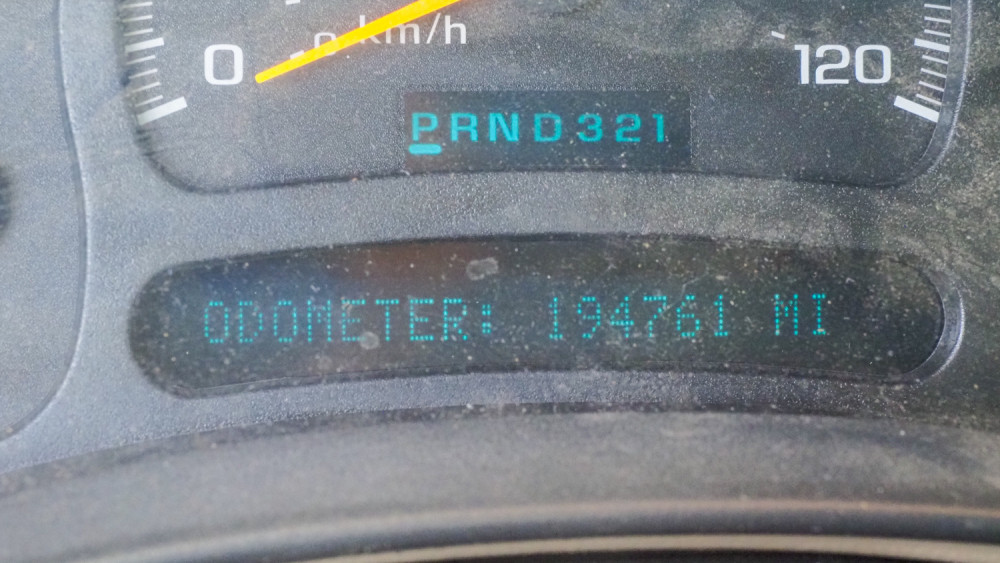 km/h
0 120
PRND321
ODOMETER: 194761 MI